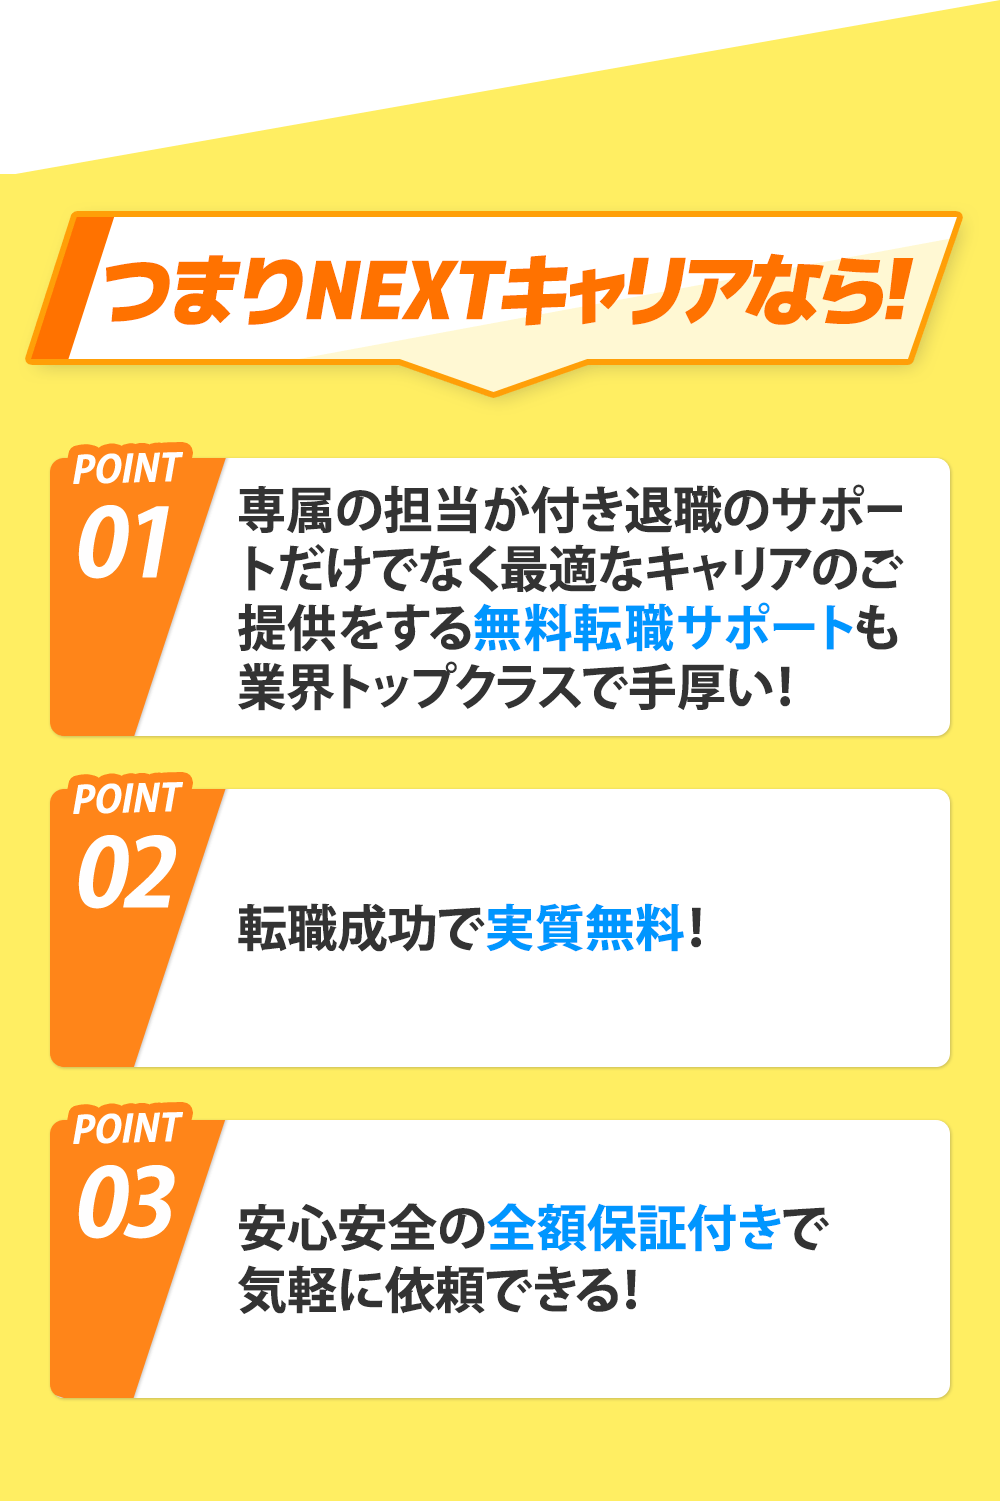 つまりNEXTキャリアなら!
POINT
01
専属の担当が付き退職のサポー
トだけでなく最適なキャリアのご
提供をする無料転職サポートも
業界トップクラスで手厚い!
POINT
02
転職成功で実質無料!
POINT
03
安心安全の全額保証付きで
気軽に依頼できる!